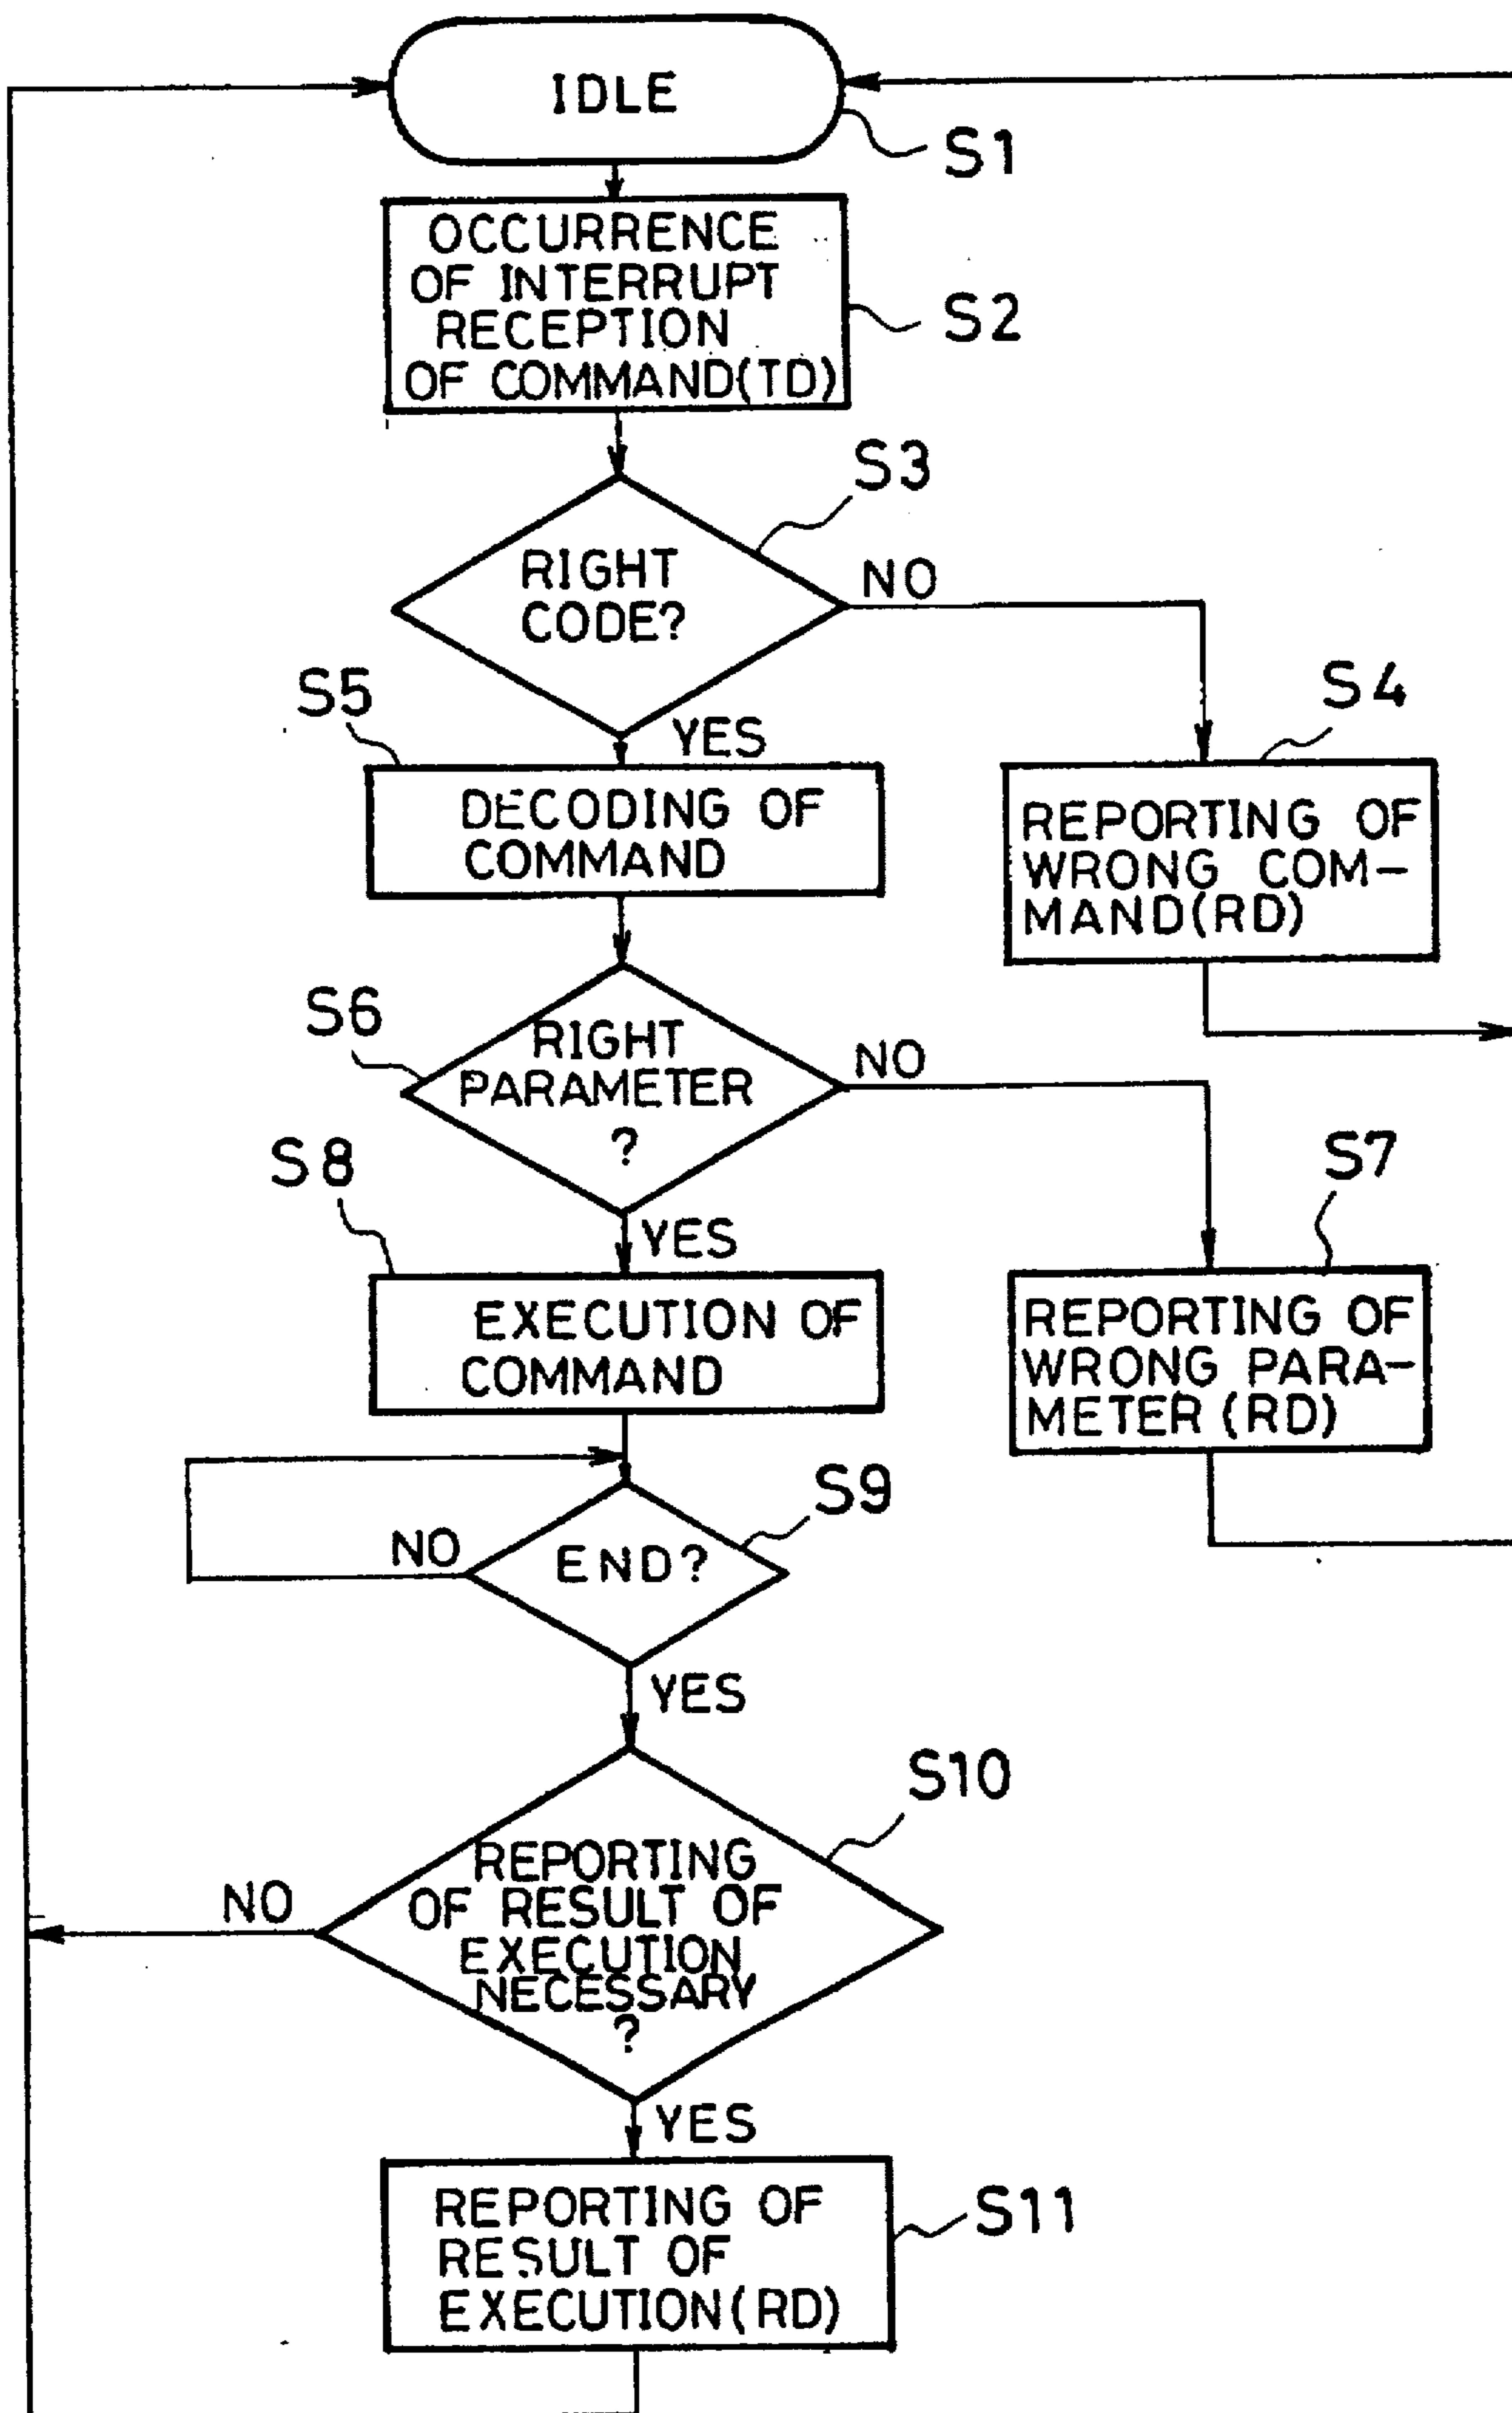 IDLE
S1
OCCURRENCE
OF INTERRUPT
RECEPTION
OF COMMAND(TD)
S2
S3
RIGHT
CODE?
NO
S4
S5
YES
DECODING OF
COMMAND
REPORTING OF
WRONG COM-
MAND(RD)
S6
RIGHT
PARAMETER
?
NO
S7
S8
YES
EXECUTION OF
COMMAND
REPORTING OF
WRONG PARA-
METER (RD)
S9
END?
NO
YES
S10
REPORTING
OF RESULT OF
EXECUTION
NECESSARY
?
NO
YES
REPORTING OF
RESULT OF
EXECUTION(RD)
S11